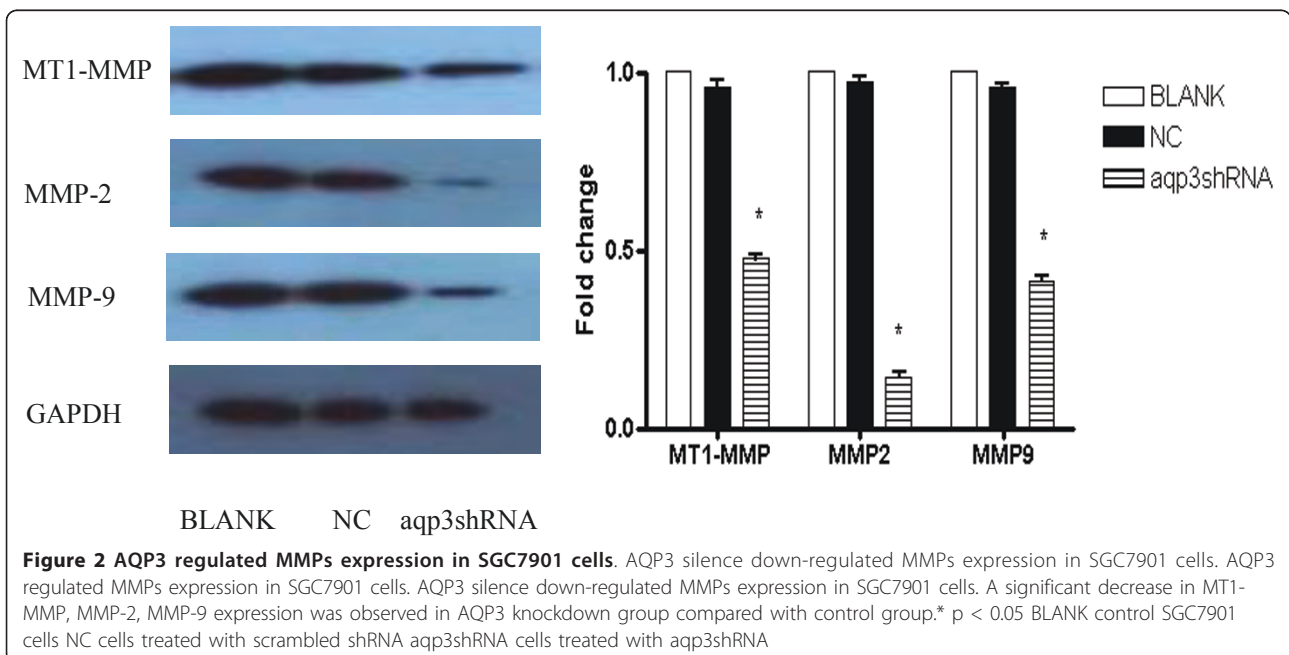 MT1-MMP
MMP-2
MMP-9
GAPDH
BLANK NC aqp3shRNA
1.0
0.5
0.0
Fold change
* * *
MT1-MMP MMP2 MMP9
BLANK
NC
aqp3shRNA
Figure 2 AQP3 regulated MMPs expression in SGC7901 cells. AQP3 silence down-regulated MMPs expression in SGC7901 cells. AQP3
regulated MMPs expression in SGC7901 cells. AQP3 silence down-regulated MMPs expression in SGC7901 cells. A significant decrease in MT1-
MMP, MMP-2, MMP-9 expression was observed in AQP3 knockdown group compared with control group.* p < 0.05 BLANK control SGC7901
cells NC cells treated with scrambled shRNA aqp3shRNA cells treated with aqp3shRNA